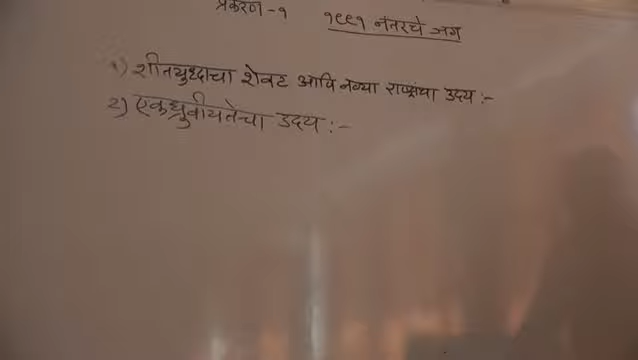 प्रकरण-१ १९९१ नंतरचे जग
१) शीतयुद्धाचा शेवट आणि नव्या राष्ट्रांचा उदय :-
२) एकध्रुवीयतेचा उदय :-